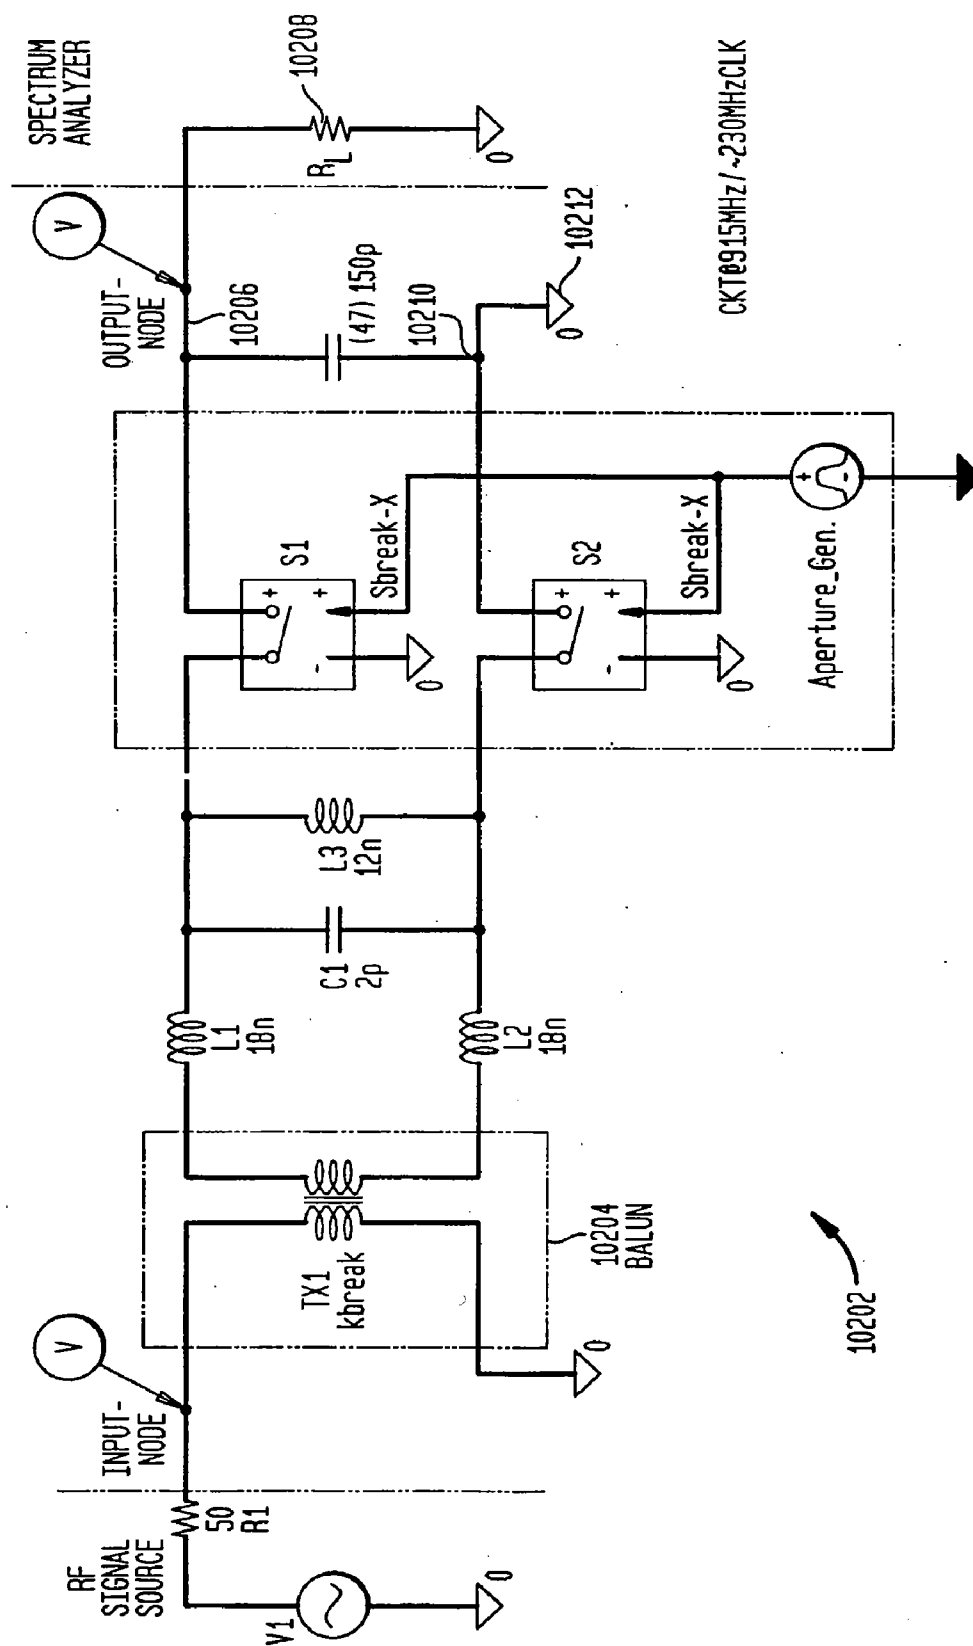 RF
SIGNAL
SOURCE
V1
0
50
R1
INPUT-
NODE
V
TX1
kbreak
0
10204
BALUN
L1
18n
L2
18n
C1
2p
L3
12n
S1
+
+
-
0
Sbreak-X
S2
+
+
-
0
Sbreak-X
Aperture_Gen.
+
-
OUTPUT-
NODE
V
10206
(47) 150p
10210
0
10212
SPECTRUM
ANALYZER
RL
10208
0
CKT@915MHz/~230MHzCLK
10202